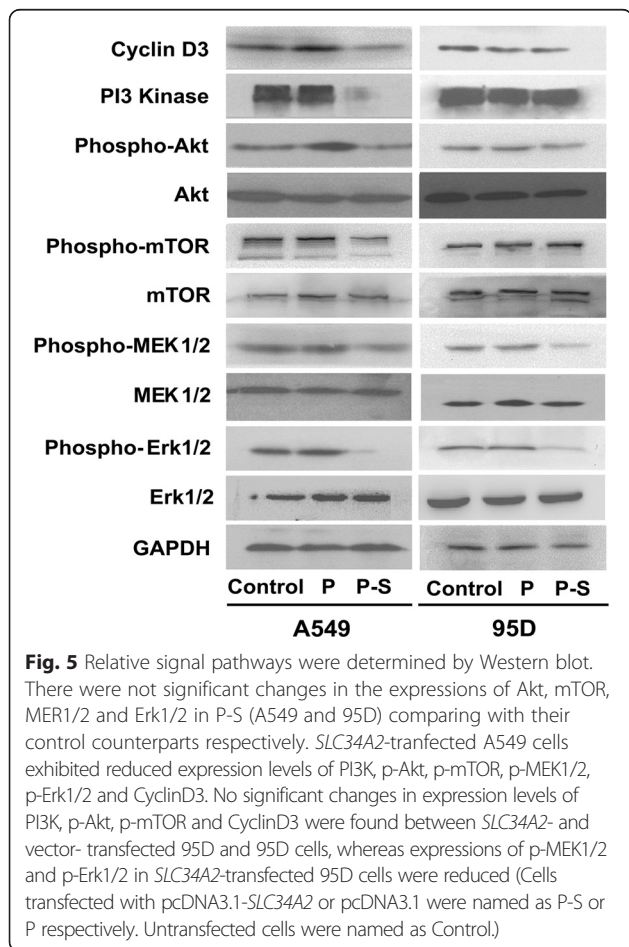 Cyclin D3
PI3 Kinase
Phospho-Akt
Akt
Phospho-mTOR
mTOR
Phospho-MEK1/2
MEK1/2
Phospho-Erk1/2
Erk1/2
GAPDH
Control P P-S Control P P-S
A549 95D
Fig. 5 Relative signal pathways were determined by Western blot.
There were not significant changes in the expressions of Akt, mTOR,
MER1/2 and Erk1/2 in P-S (A549 and 95D) comparing with their
control counterparts respectively. SLC34A2-tranfected A549 cells
exhibited reduced expression levels of PI3K, p-Akt, p-mTOR, p-MEK1/2,
p-Erk1/2 and CyclinD3. No significant changes in expression levels of
PI3K, p-Akt, p-mTOR and CyclinD3 were found between SLC34A2- and
vector- transfected 95D and 95D cells, whereas expressions of p-MEK1/2
and p-Erk1/2 in SLC34A2-transfected 95D cells were reduced (Cells
transfected with pcDNA3.1-SLC34A2 or pcDNA3.1 were named as P-S or
P respectively. Untransfected cells were named as Control.)